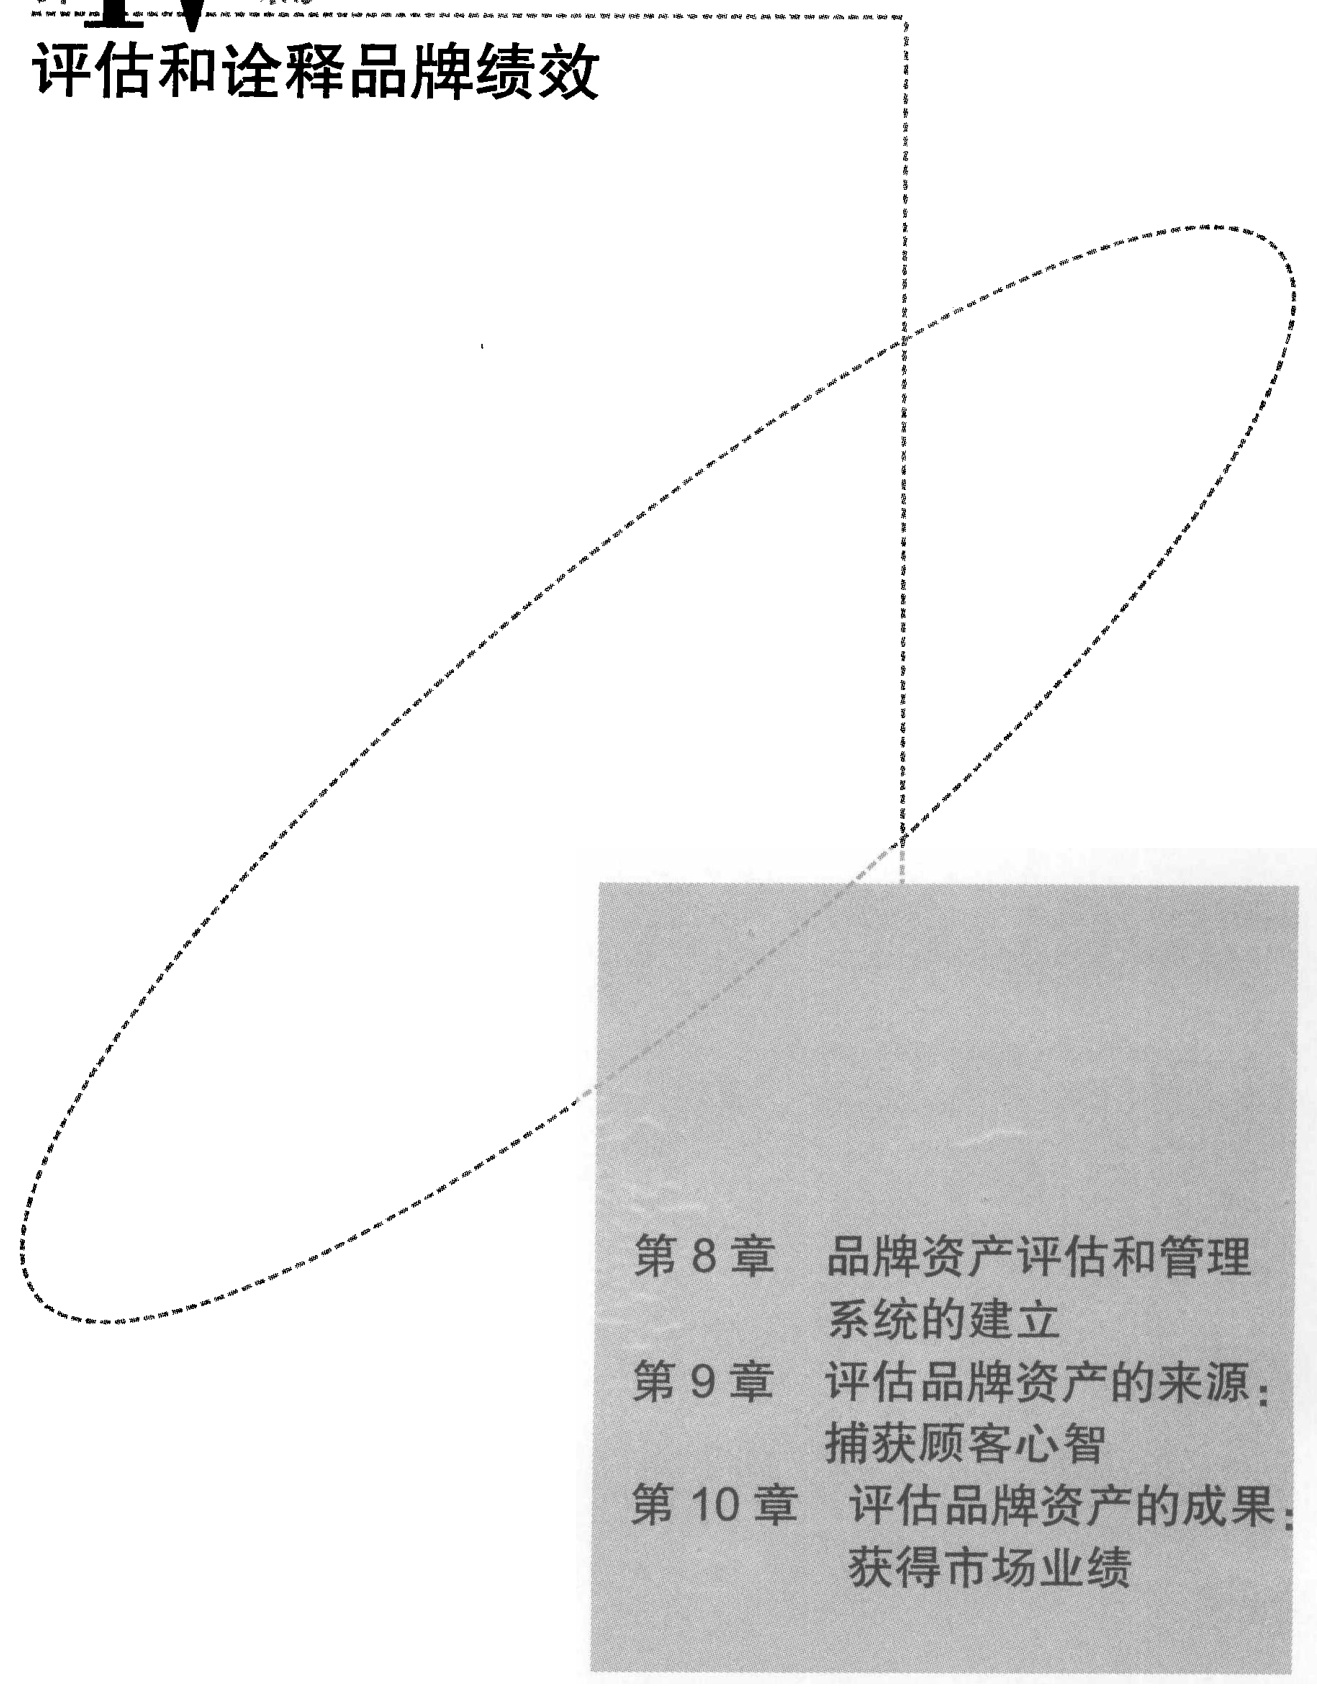 评估和诠释品牌绩效
第 8 章 品牌资产评估和管理
系统的建立
第 9 章 评估品牌资产的来源：
捕获顾客心智
第 10 章 评估品牌资产的成果：
获得市场业绩